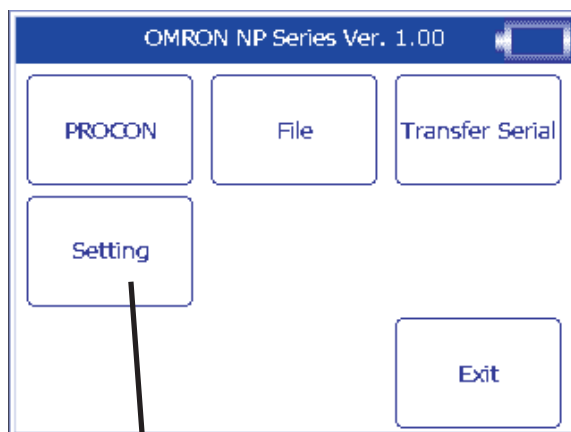 OMRON NP Series Ver. 1.00
PROCON
File
Transfer Serial
Setting
Exit